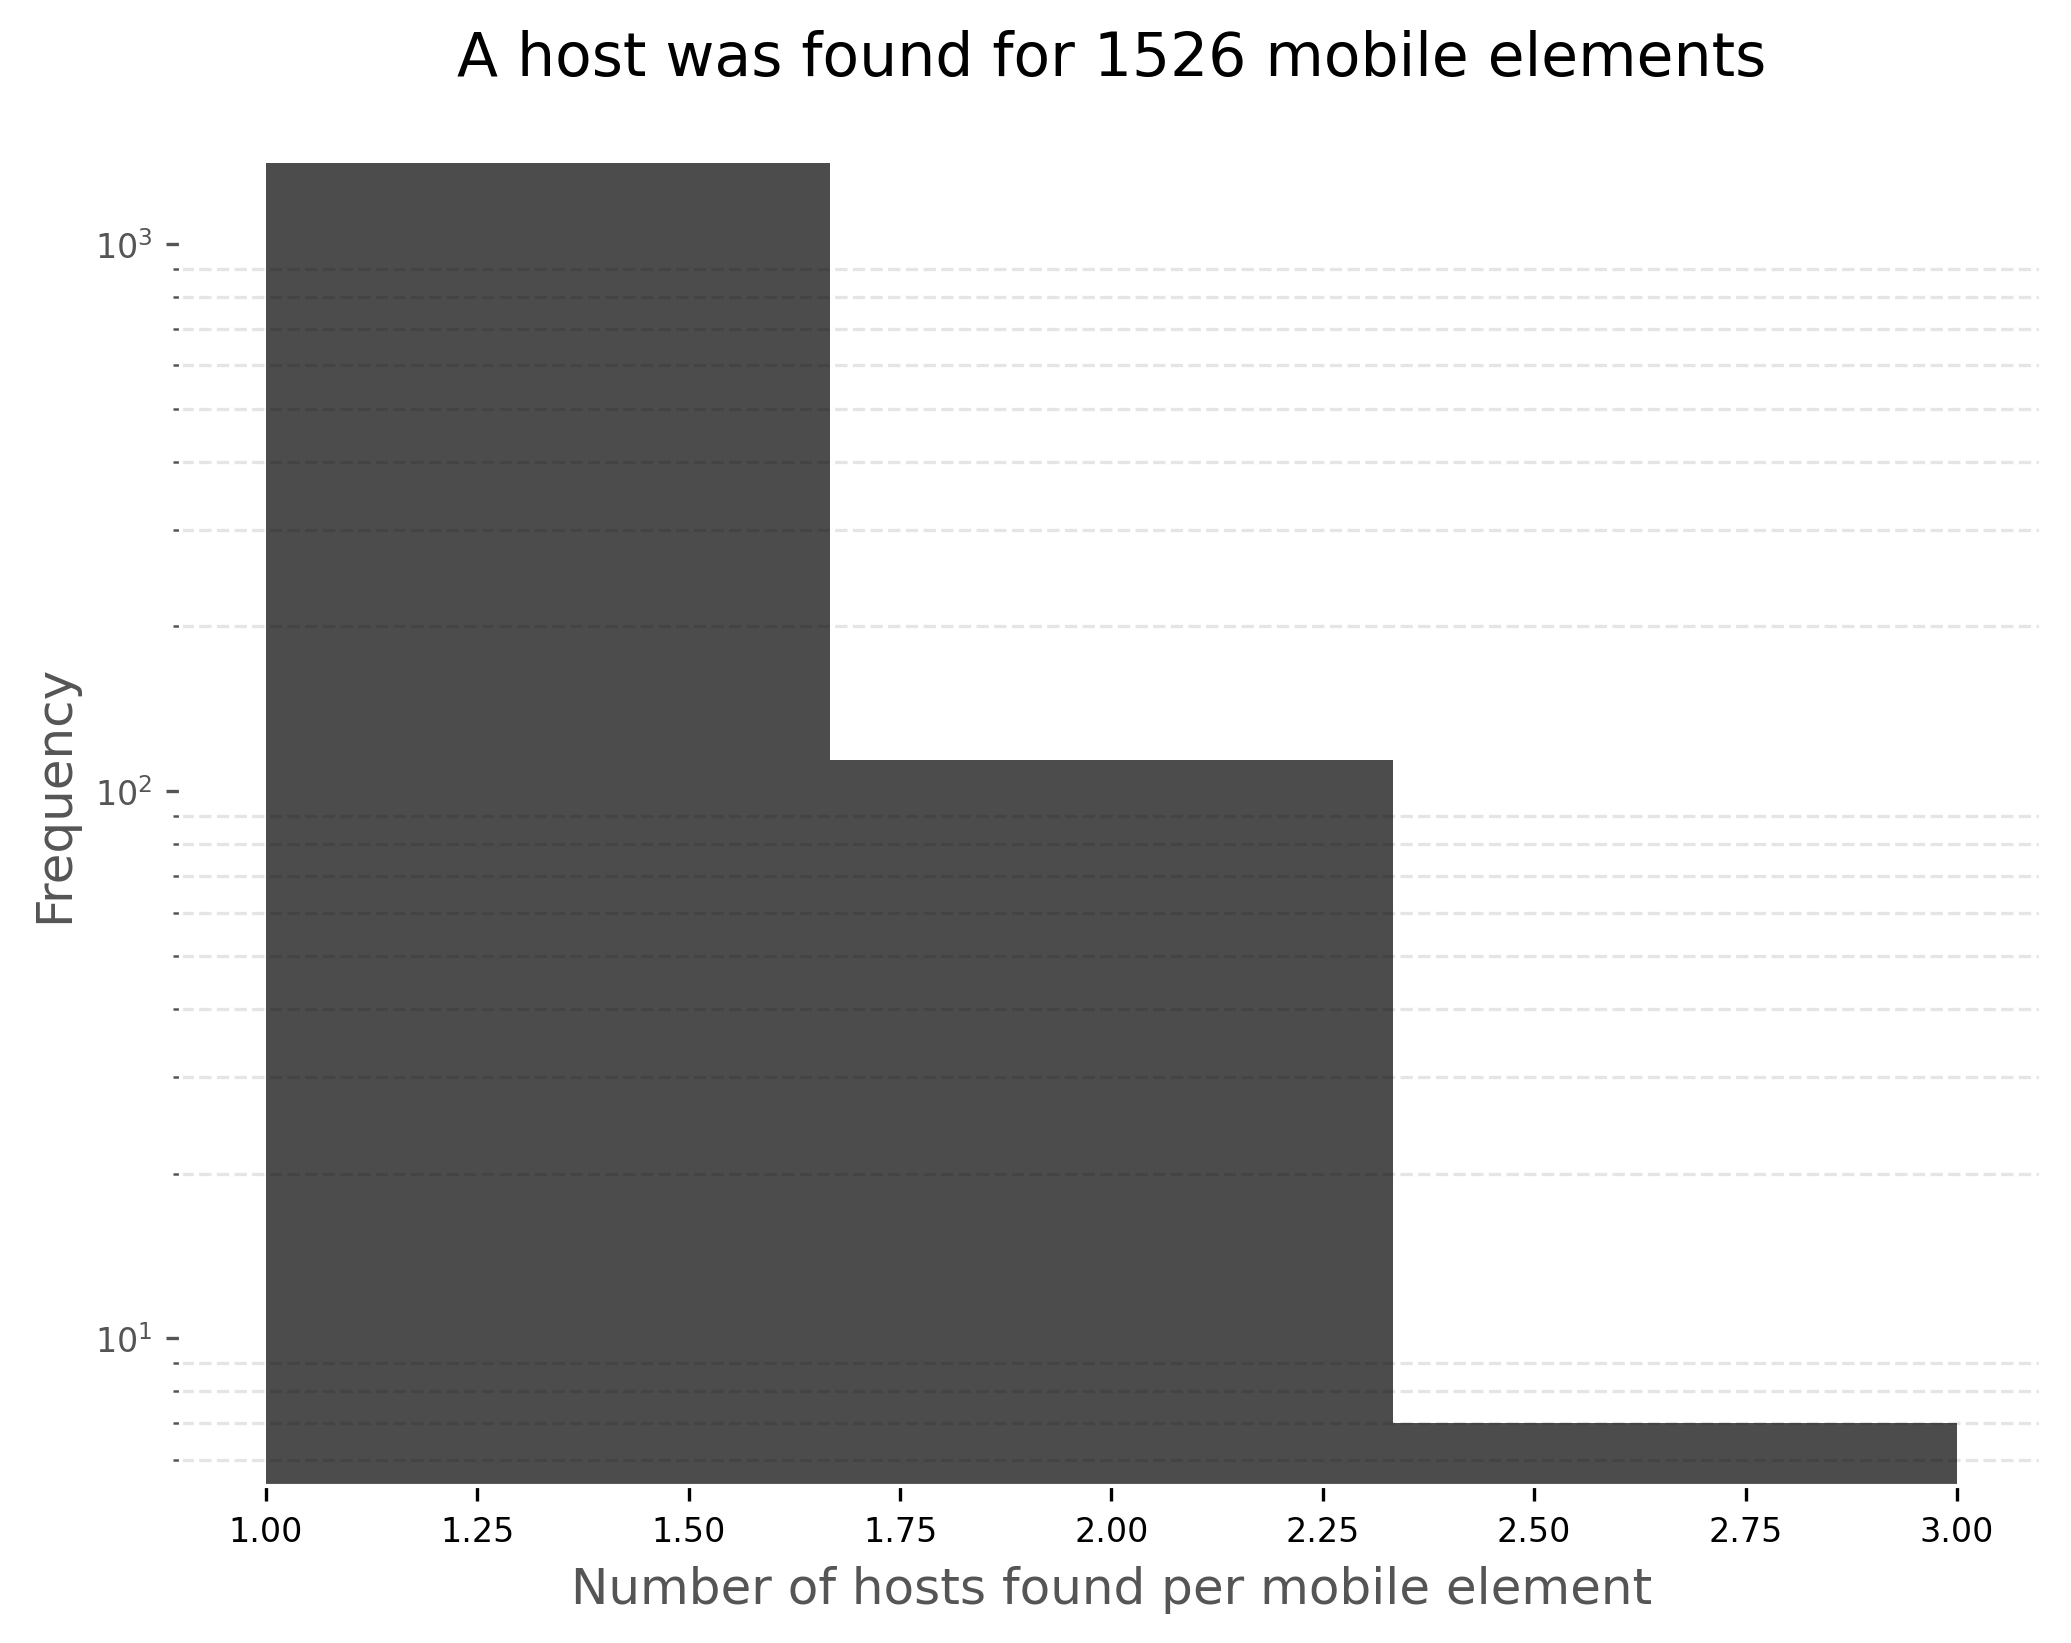 A host was found for 1526 mobile elements
Frequency
10³
10²
10¹
1.00 1.25 1.50 1.75 2.00 2.25 2.50 2.75 3.00
Number of hosts found per mobile element